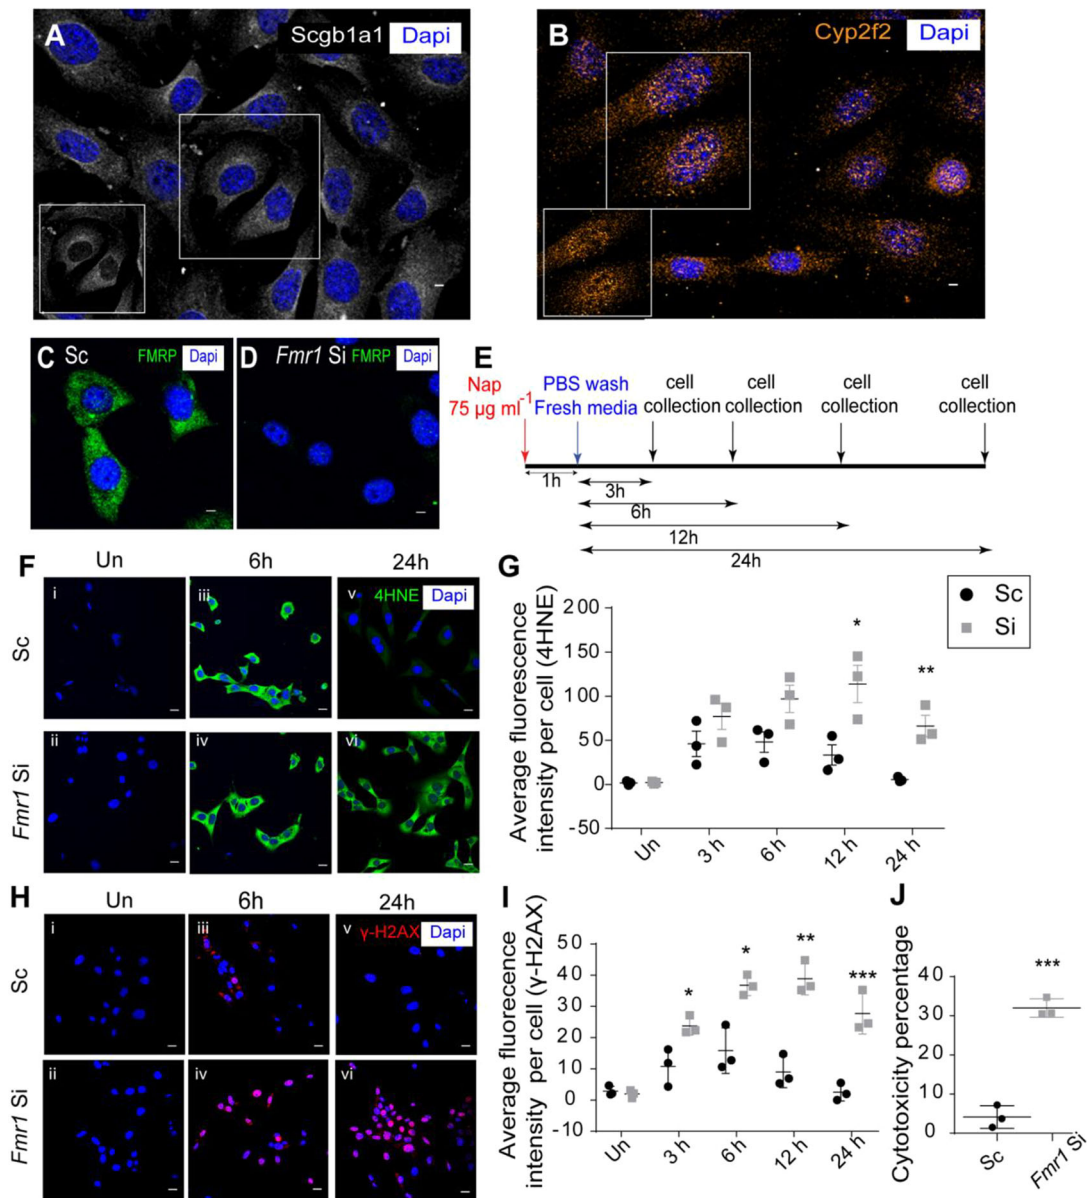 A Scgb1a1 Dapi
B Cyp2f2 Dapi
C Sc FMRP Dapi
D Fmr1 Si FMRP Dapi
E
Nap
75 µg ml-1
PBS wash
Fresh media
cell
collection
cell
collection
cell
collection
cell
collection
1h
3h
6h
12h
24h
F Un 6h 24h
Sc
i iii v 4HNE Dapi
Fmr1 Si
ii iv vi
G
Sc
Si
Average fluorescence
intensity per cell (4HNE)
200
150
100
50
0
-50
* **
Un 3 h 6 h 12 h 24 h
H Un 6h 24h
Sc
i iii v γ-H2AX Dapi
Fmr1 Si
ii iv vi
I
Average fluorecence
intensity per cell (γ-H2AX)
50
40
30
20
10
0
-10
* * ** ***
Un 3 h 6 h 12 h 24 h
J
Cytotoxicity percentage
40
30
20
10
0
***
Sc Fmr1 Si